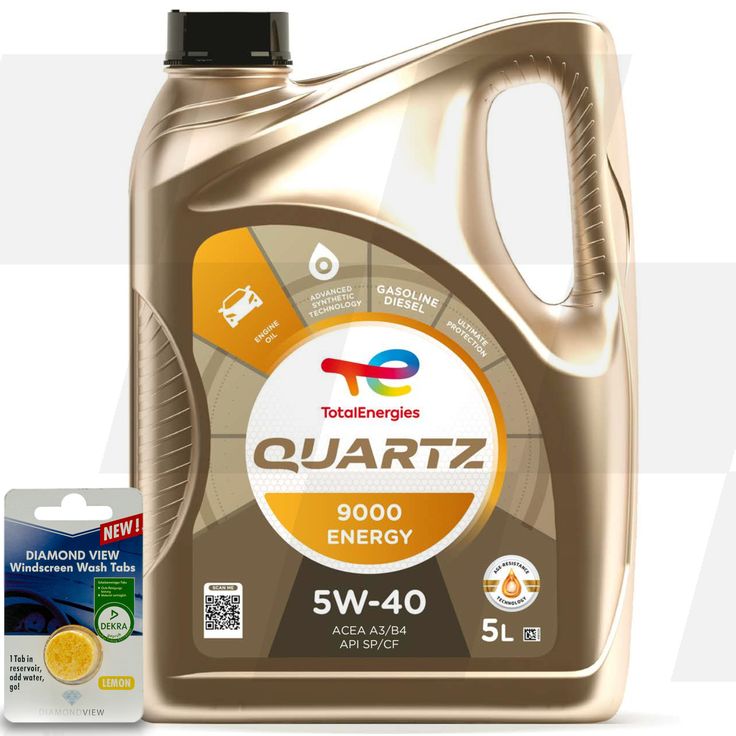 ENGINE
OIL
ADVANCED
SYNTHETIC
TECHNOLOGY
GASOLINE
DIESEL
ULTIMATE
PROTECTION
TotalEnergies
QUARTZ
9000
ENERGY
SCAN ME
5W-40
ACEA A3/B4
API SP/CF
AGE-RESISTANCE
TECHNOLOGY
5L
NEW!
DIAMOND VIEW
Windscreen Wash Tabs
DEKRA
1 Tab in
reservoir,
add water,
go!
LEMON
DIAMONDVIEW